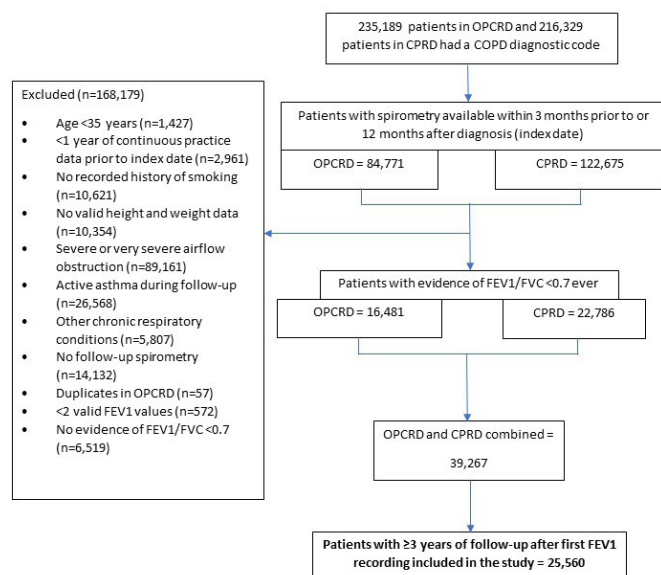 235,189 patients in OPCRD and 216,329
patients in CPRD had a COPD diagnostic code
Excluded (n=168,179)
• Age <35 years (n=1,427)
• <1 year of continuous practice
data prior to index date (n=2,961)
• No recorded history of smoking
(n=10,621)
• No valid height and weight data
(n=10,354)
• Severe or very severe airflow
obstruction (n=89,161)
• Active asthma during follow-up
(n=26,568)
• Other chronic respiratory
conditions (n=5,807)
• No follow-up spirometry
(n=14,132)
• Duplicates in OPCRD (n=57)
• <2 valid FEV1 values (n=572)
• No evidence of FEV1/FVC <0.7
(n=6,519)
Patients with spirometry available within 3 months prior to or
12 months after diagnosis (index date)
OPCRD = 84,771
CPRD = 122,675
Patients with evidence of FEV1/FVC <0.7 ever
OPCRD = 16,481
CPRD = 22,786
OPCRD and CPRD combined =
39,267
Patients with ≥3 years of follow-up after first FEV1
recording included in the study = 25,560